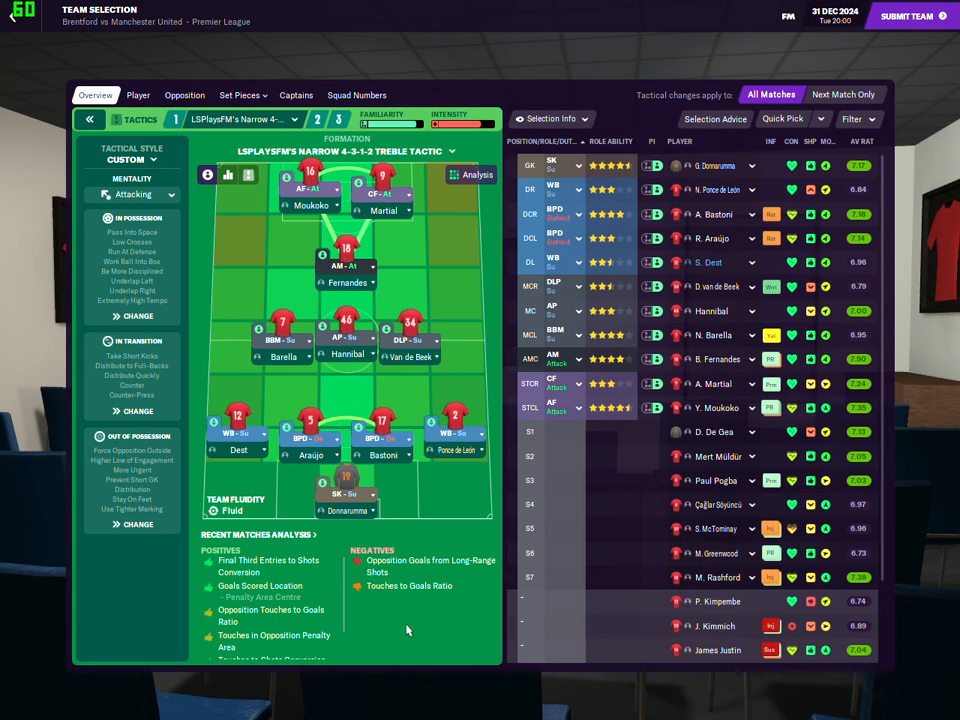 60
TEAM SELECTION
Brentford vs Manchester United - Premier League
FM
31 DEC 2024
Tue 20:00
SUBMIT TEAM
Overview
Player
Opposition
Set Pieces
Captains
Squad Numbers
Tactical changes apply to:
All Matches
Next Match Only
TACTICS
1
LSPlaysFM's Narrow 4-...
2
3
FAMILIARITY
INTENSITY
Selection Info
Selection Advice
Quick Pick
Filter
TACTICAL STYLE
CUSTOM
MENTALITY
Attacking
IN POSSESSION
Pass Into Space
Low Crosses
Run At Defence
Work Ball Into Box
Be More Disciplined
Underlap Left
Underlap Right
Extremely High Tempo
CHANGE
IN TRANSITION
Take Short Kicks
Distribute to Full-Backs
Distribute Quickly
Counter
Counter-Press
CHANGE
OUT OF POSSESSION
Force Opposition Outside
Higher Line of Engagement
More Urgent
Prevent Short GK
Distribution
Stay On Feet
Use Tighter Marking
CHANGE
FORMATION
LSPLAYSFM'S NARROW 4-3-1-2 TREBLE TACTIC
Analysis
16
AF - At
Moukoko
9
CF - At
Martial
18
AM - At
Fernandes
7
BBM - Su
Barella
46
AP - Su
Hannibal
34
DLP - Su
Van de Beek
12
WB - Su
Dest
5
BPD - De
Araújo
17
BPD - De
Bastoni
2
WB - Su
Ponce de León
19
SK - Su
Donnarumma
TEAM FLUIDITY
Fluid
RECENT MATCHES ANALYSIS
POSITIVES
Final Third Entries to Shots
Conversion
Goals Scored Location
- Penalty Area Centre
Opposition Touches to Goals
Ratio
Touches in Opposition Penalty
Area
NEGATIVES
Opposition Goals from Long-Range
Shots
Touches to Goals Ratio
POSITION/ROLE/DUT... ROLE ABILITY PI PLAYER INF CON SHP MO... AV RAT
GK SK Su G. Donnarumma 7.17
DR WB Su N. Ponce de León 6.84
DCR BPD Defend A. Bastoni Rst 7.18
DCL BPD Defend R. Araújo Rst 7.14
DL WB Su S. Dest 6.96
MCR DLP Su D. van de Beek Wnt 6.79
MC AP Su Hannibal 7.00
MCL BBM Su N. Barella Yel 6.95
AMC AM Attack B. Fernandes PR 7.90
STCR CF Attack A. Martial Prm 7.24
STCL AF Attack Y. Moukoko PR 7.35
S1 D. De Gea 7.13
S2 Mert Müldür 7.05
S3 Paul Pogba Prm 7.03
S4 Çağlar Söyüncü 6.97
S5 S. McTominay Inj 6.96
S6 M. Greenwood PR 6.73
S7 M. Rashford Inj 7.38
- P. Kimpembe 6.74
- J. Kimmich Inj 6.89
- James Justin Sus 7.04